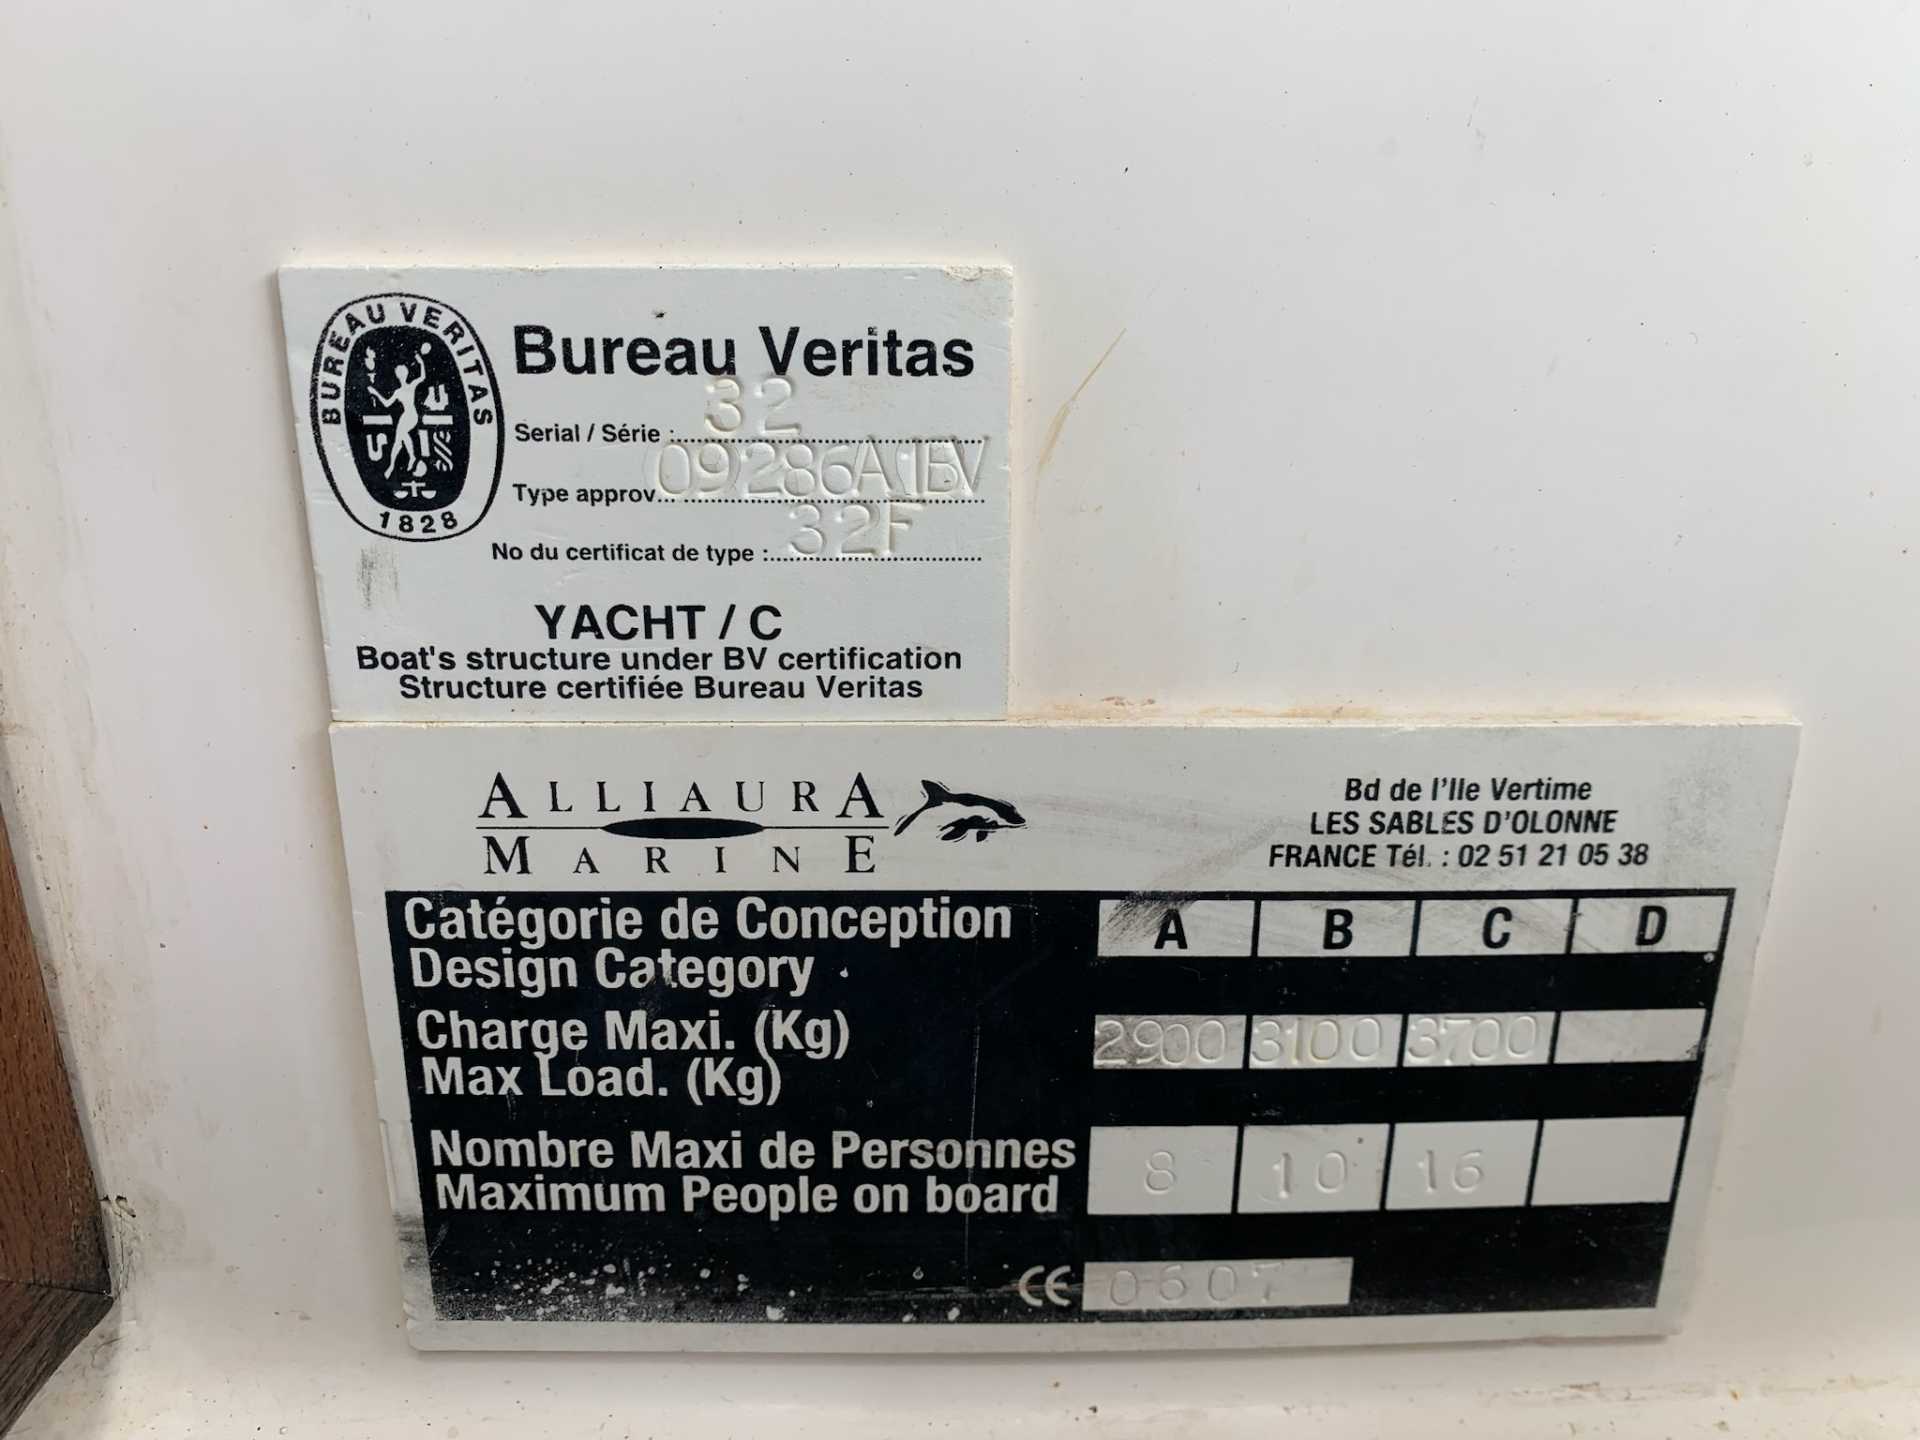 BUREAU VERITAS
1828
Bureau Veritas
Serial / Série : 32
Type approv. 09286A1BV
No du certificat de type : 32F
YACHT / C
Boat's structure under BV certification
Structure certifiée Bureau Veritas
ALLIAURA
MARINE
Bd de l'Ile Vertime
LES SABLES D'OLONNE
FRANCE Tél. : 02 51 21 05 38
Catégorie de Conception A B C D
Design Category
Charge Maxi. (Kg) 2900 3100 3700
Max Load. (Kg)
Nombre Maxi de Personnes 8 10 16
Maximum People on board
CE 0607